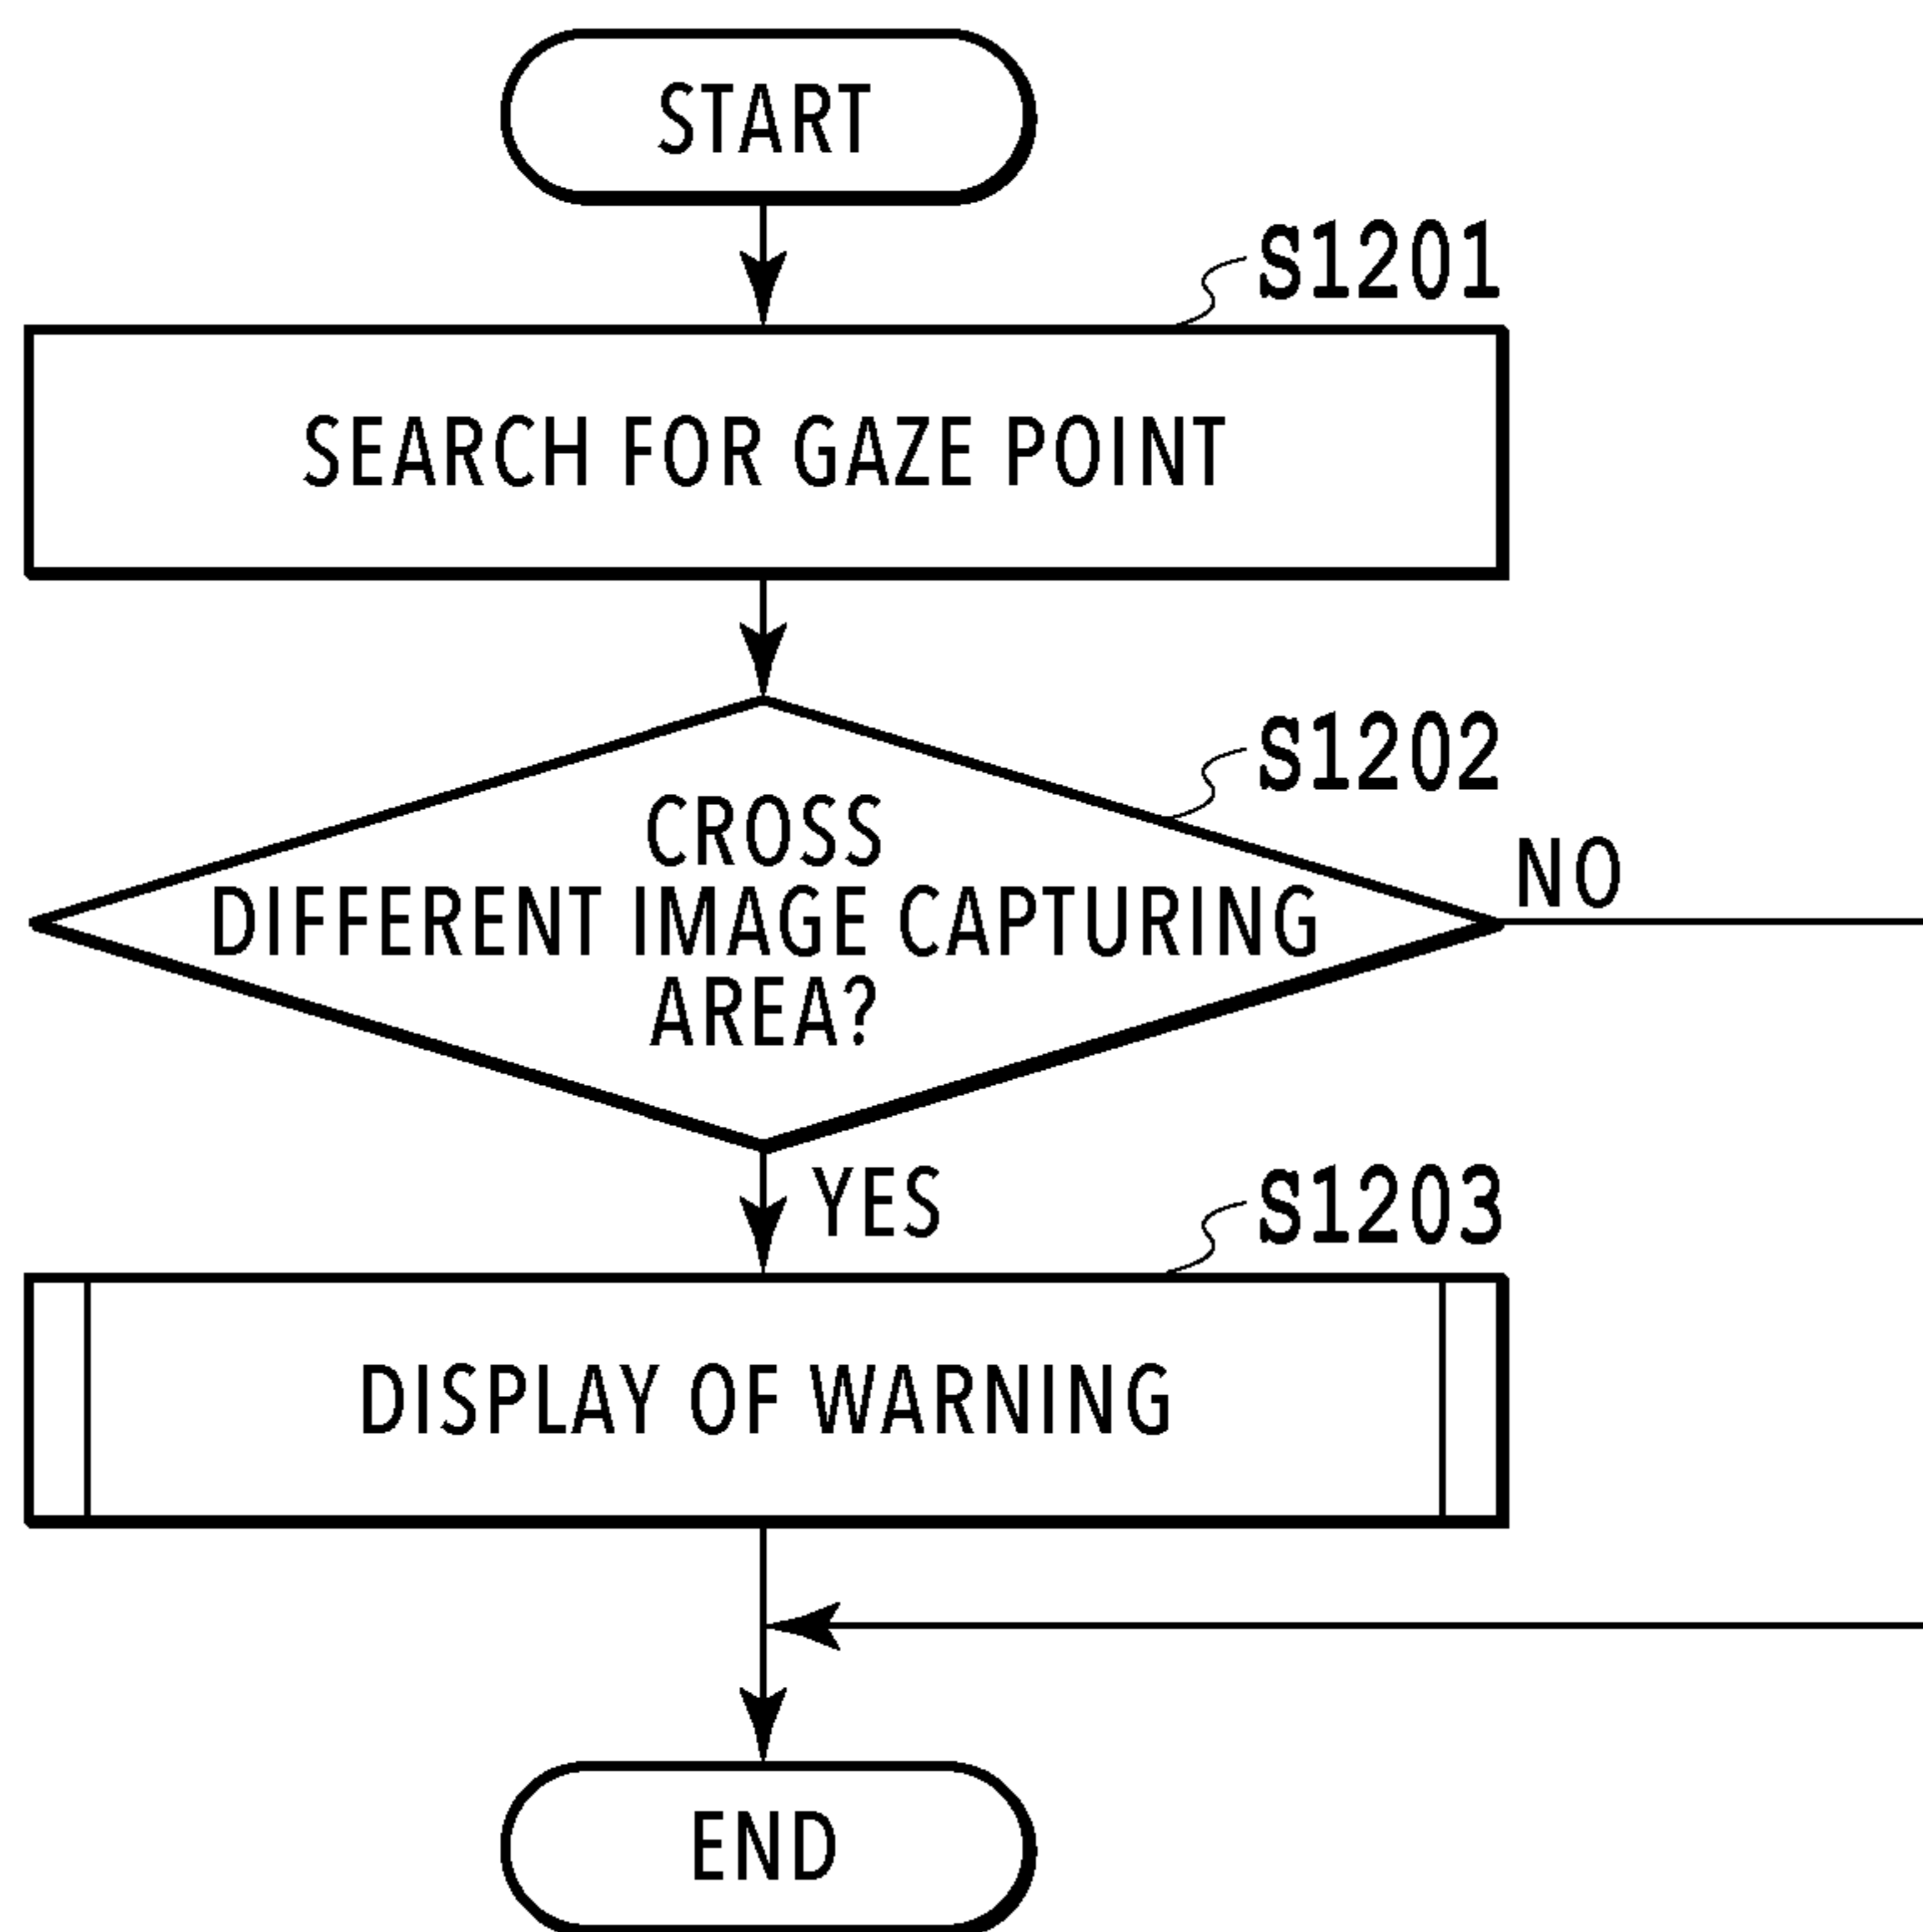 START
S1201
SEARCH FOR GAZE POINT
S1202
CROSS
DIFFERENT IMAGE CAPTURING
AREA?
NO
YES
S1203
DISPLAY OF WARNING
END